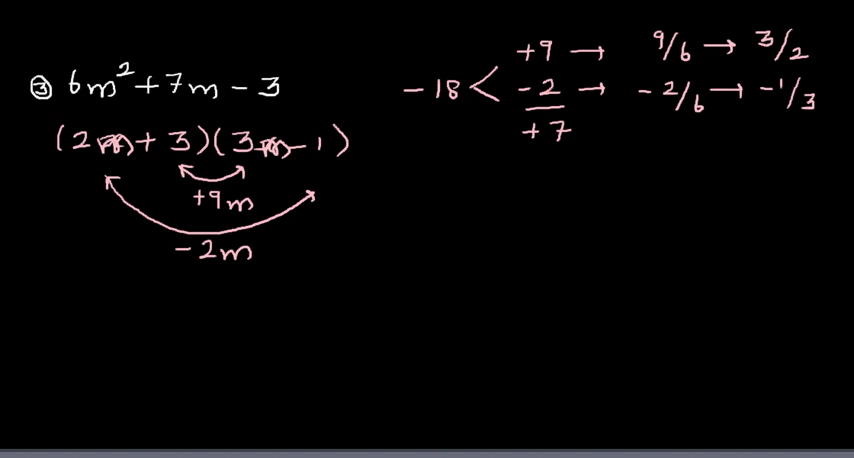 ③ 6m² + 7m - 3
(2m + 3)(3m - 1)
+9m
-2m
-18 < +9 → 9/6 → 3/2
-2 → -2/6 → -1/3
+7